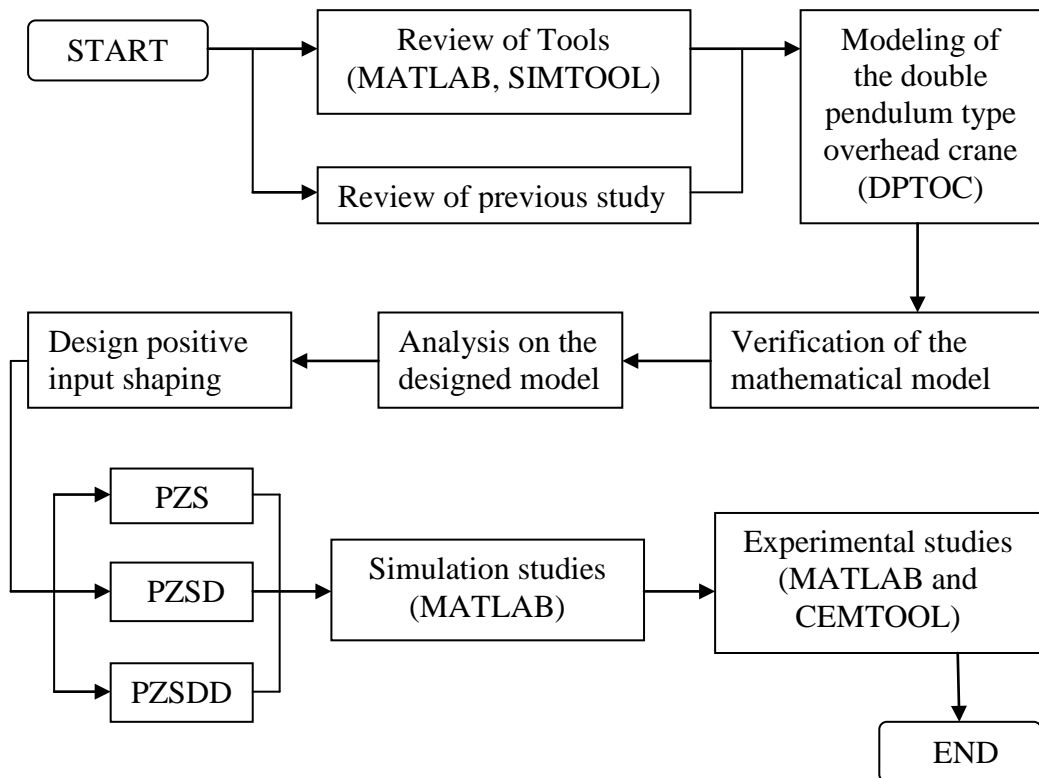 START
Review of Tools
(MATLAB, SIMTOOL)
Review of previous study
Modeling of
the double
pendulum type
overhead crane
(DPTOC)
Verification of the
mathematical model
Analysis on the
designed model
Design positive
input shaping
PZS
PZSD
PZSDD
Simulation studies
(MATLAB)
Experimental studies
(MATLAB and
CEMTOOL)
END